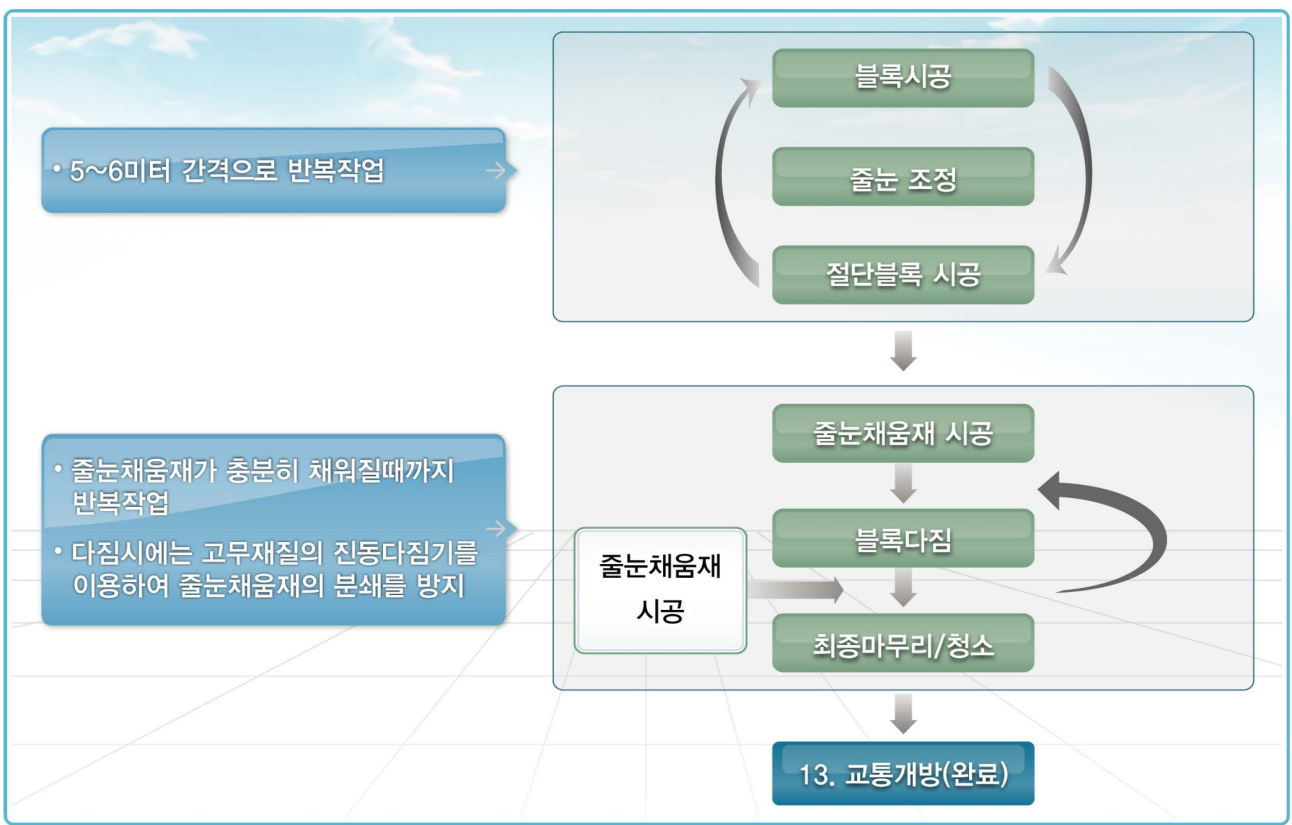 블록시공
• 5~6미터 간격으로 반복작업
줄눈 조정
절단블록 시공
줄눈채움재 시공
• 줄눈채움재가 충분히 채워질때까지
반복작업
• 다짐시에는 고무재질의 진동다짐기를
이용하여 줄눈채움재의 분쇄를 방지
블록다짐
줄눈채움재
시공
최종마무리/청소
13. 교통개방(완료)